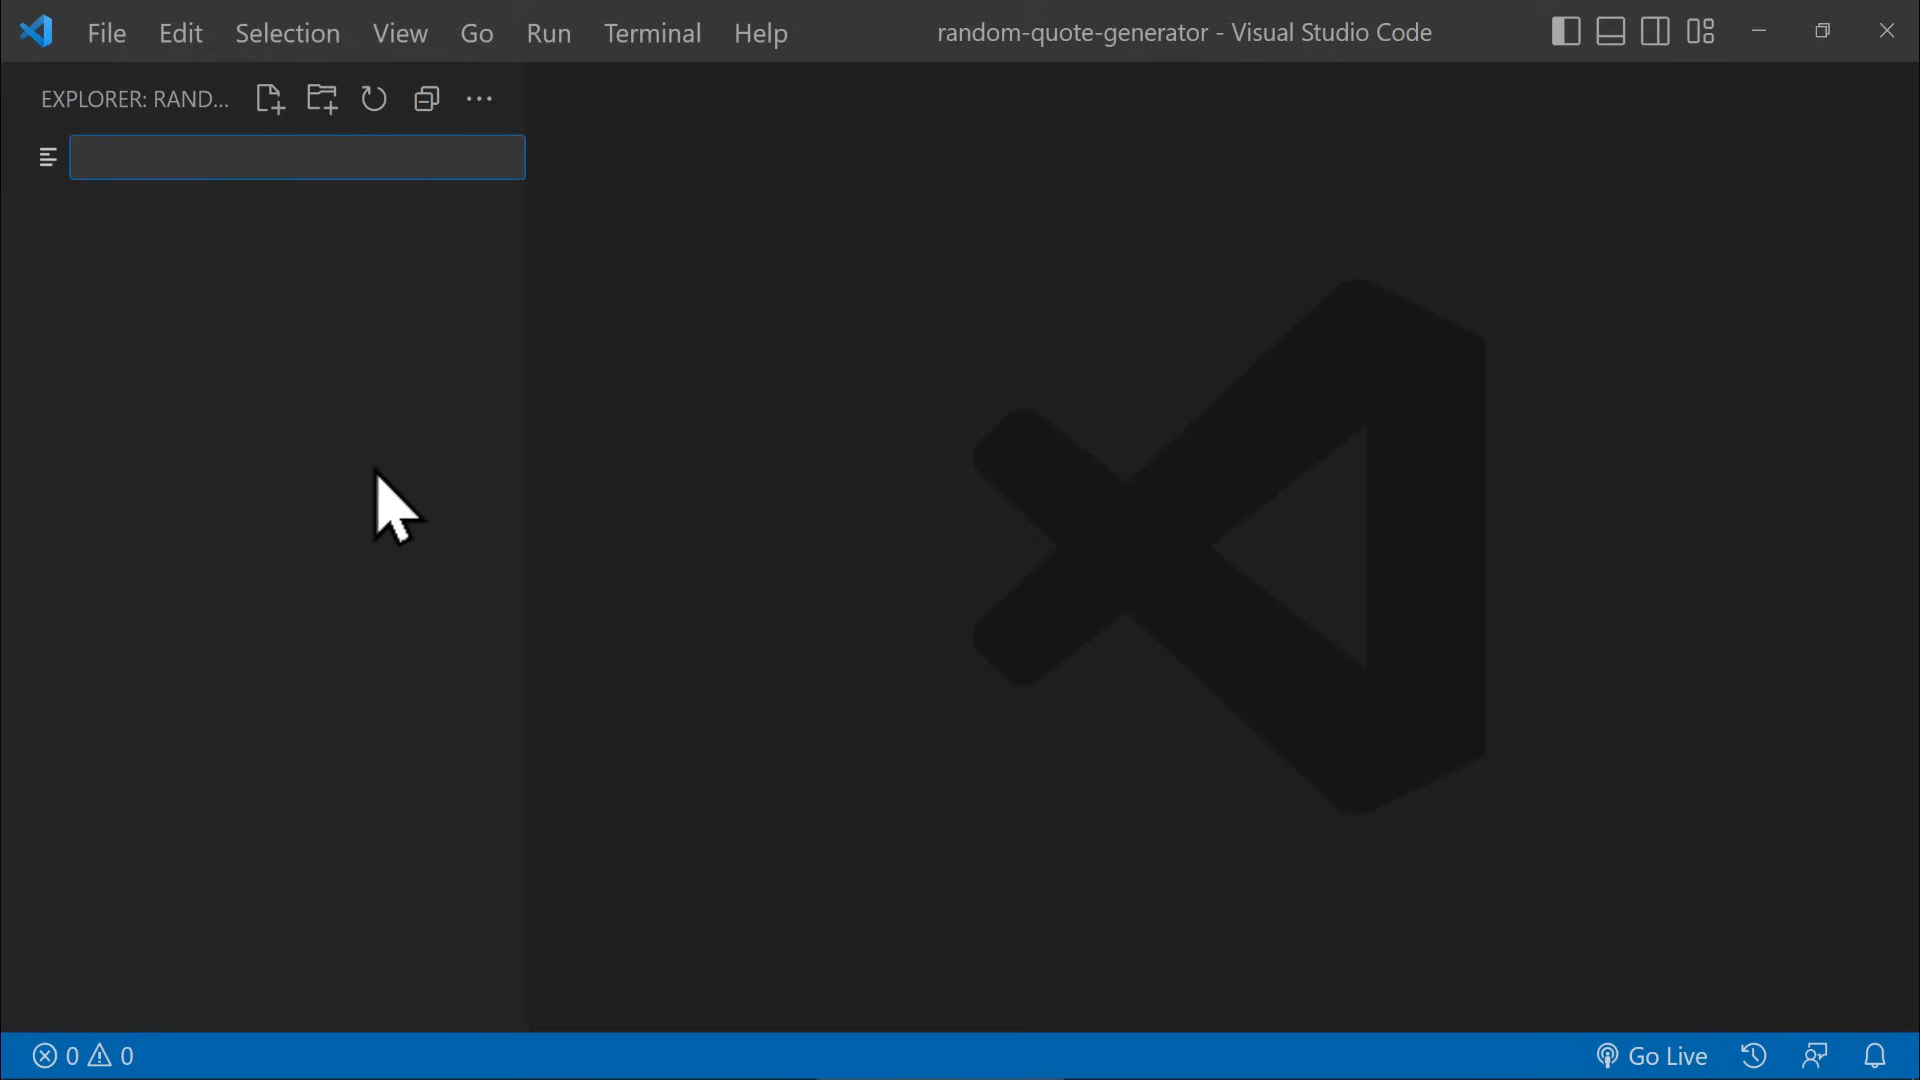 File Edit Selection View Go Run Terminal Help random-quote-generator - Visual Studio Code
EXPLORER: RAND...
0 0 Go Live